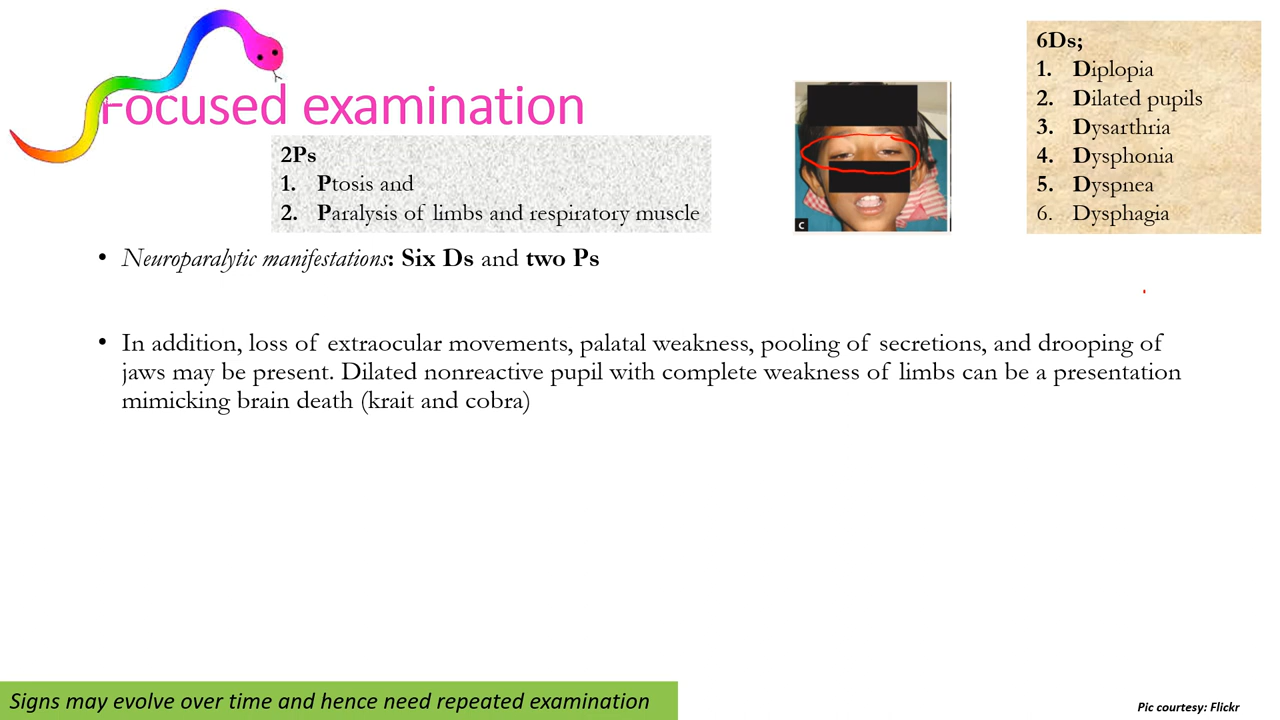 Focused examination
2Ps
1. Ptosis and
2. Paralysis of limbs and respiratory muscle
C
6Ds;
1. Diplopia
2. Dilated pupils
3. Dysarthria
4. Dysphonia
5. Dyspnea
6. Dysphagia
• Neuroparalytic manifestations: Six Ds and two Ps
• In addition, loss of extraocular movements, palatal weakness, pooling of secretions, and drooping of
jaws may be present. Dilated nonreactive pupil with complete weakness of limbs can be a presentation
mimicking brain death (krait and cobra)
Signs may evolve over time and hence need repeated examination
Pic courtesy: Flickr